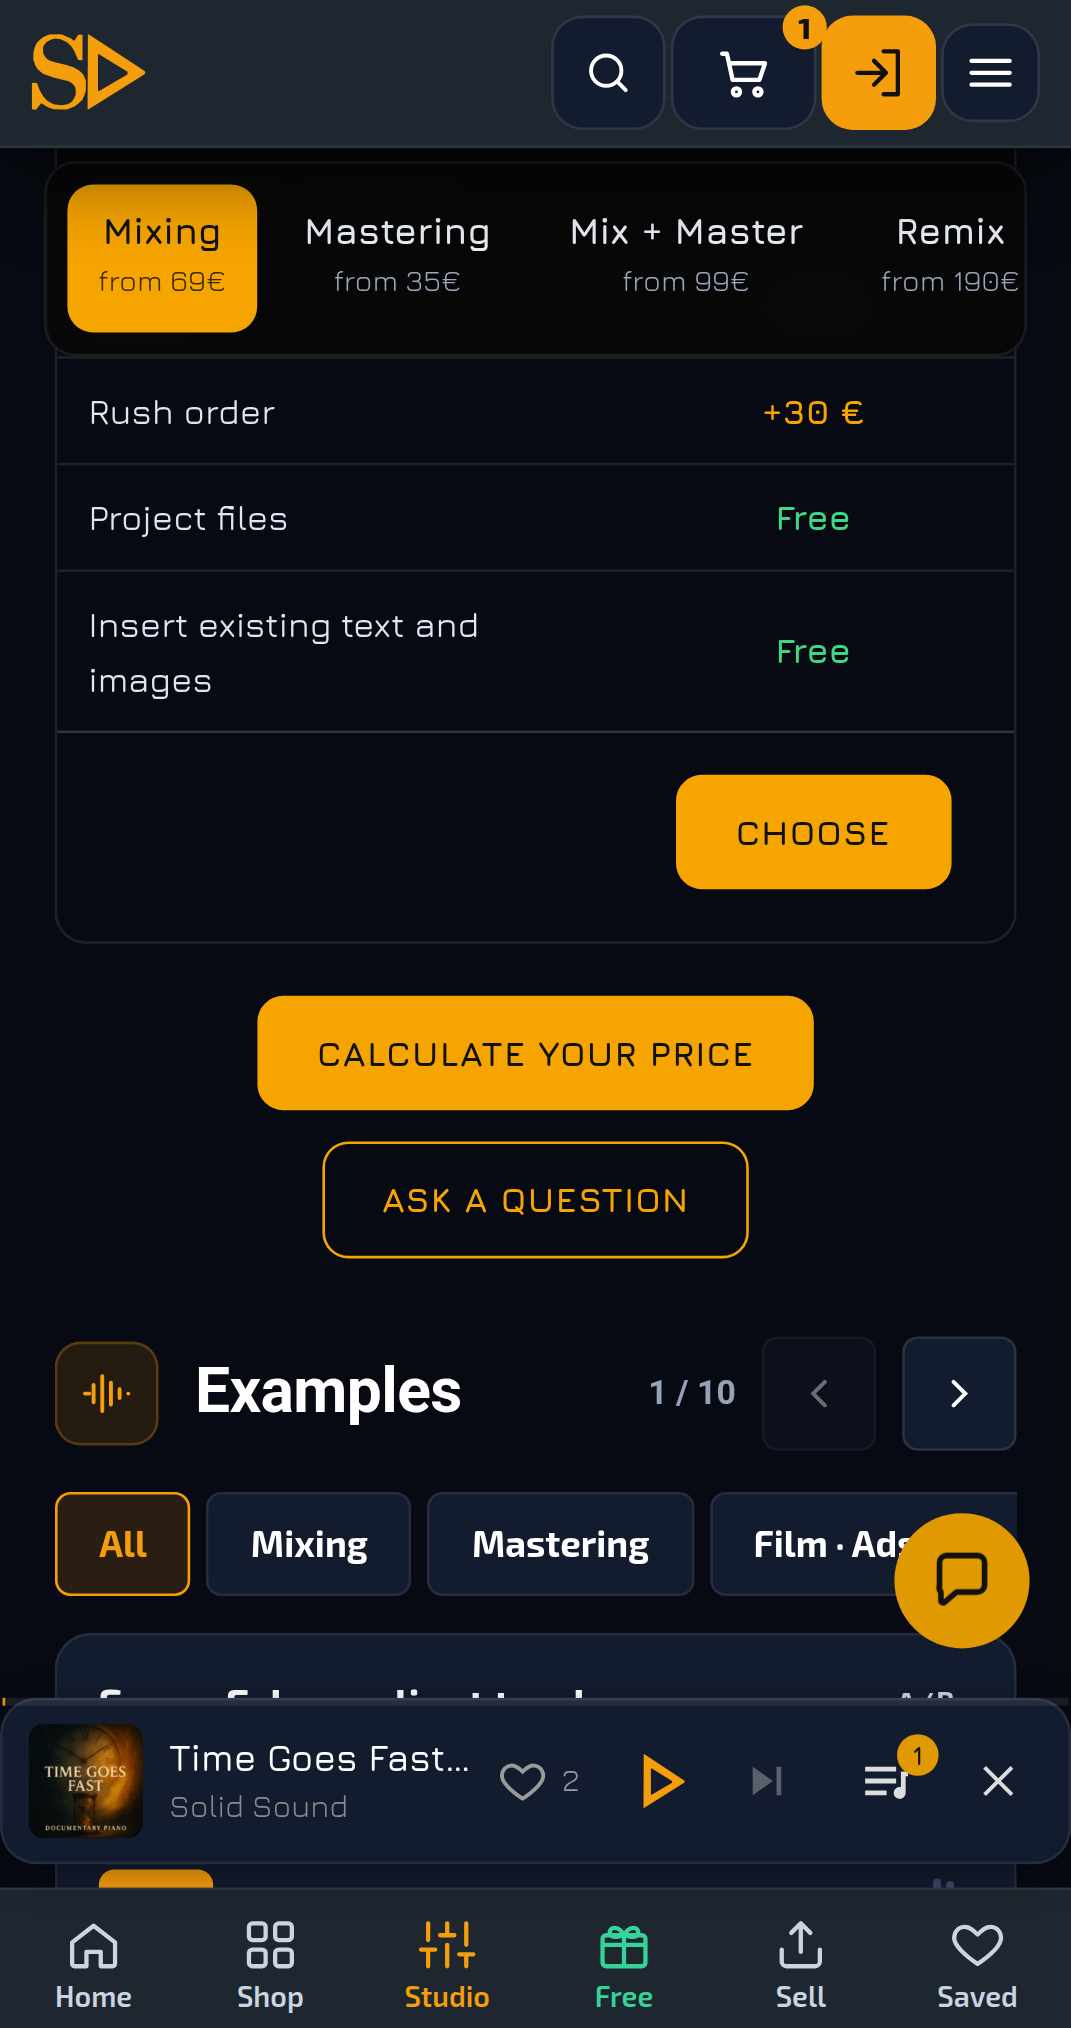 S
1
Mixing
from 69€
Mastering
from 35€
Mix + Master
from 99€
Remix
from 190€
Rush order
+30 €
Project files
Free
Insert existing text and
images
Free
CHOOSE
CALCULATE YOUR PRICE
ASK A QUESTION
Examples
1 / 10
All
Mixing
Mastering
Film · Ads
TIME GOES
FAST
DOCUMENTARY PIANO
Time Goes Fast...
Solid Sound
2
1
Home
Shop
Studio
Free
Sell
Saved